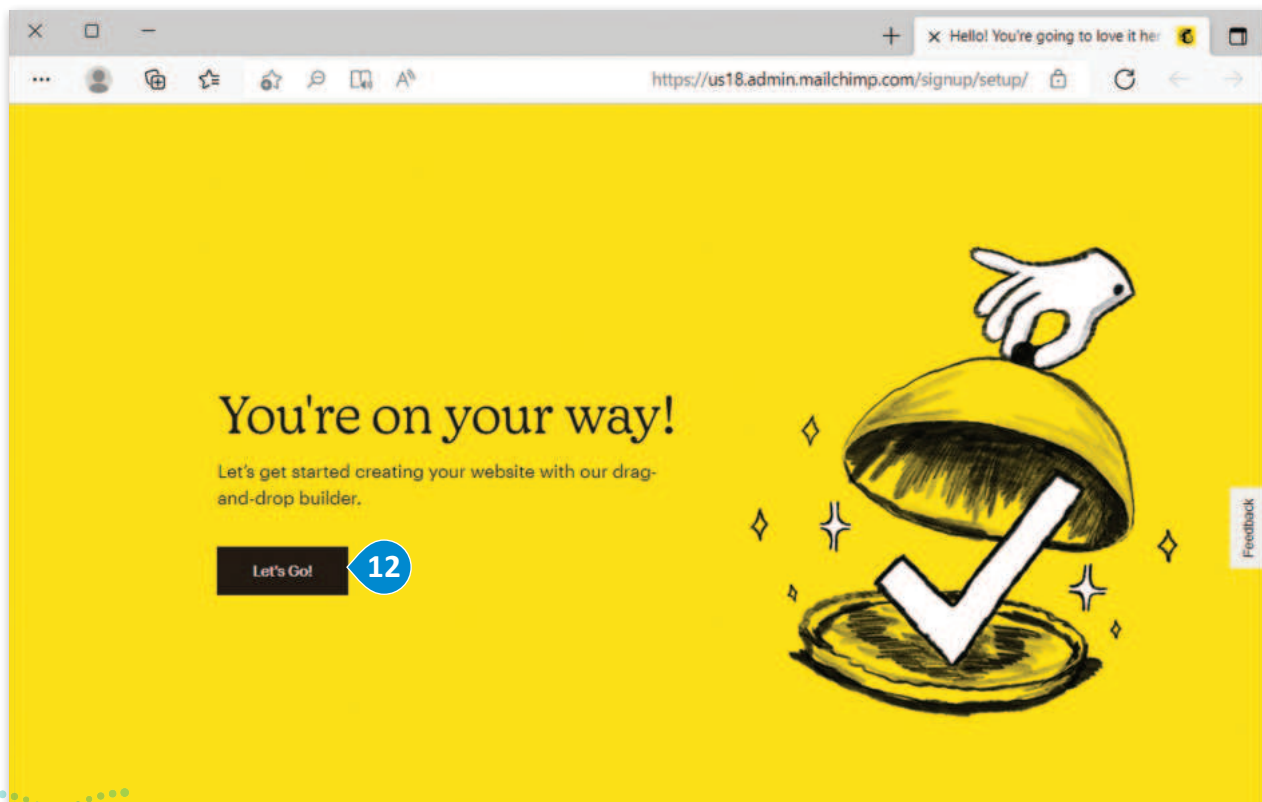 Hello! You're going to love it her
https://us18.admin.mailchimp.com/signup/setup/
You're on your way!
Let's get started creating your website with our drag-
and-drop builder.
Let's Go!
12
Feedback